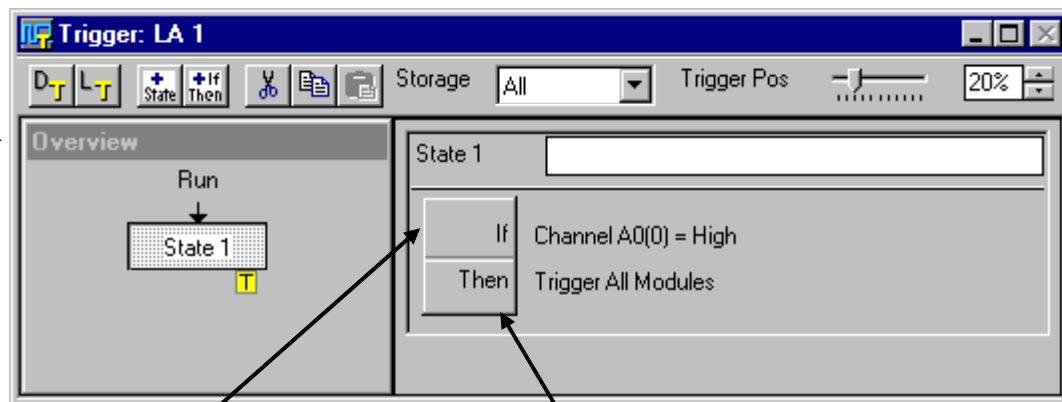 Trigger: LA 1
D T L T + State + If Then Storage All Trigger Pos 20%
Overview
Run
State 1
T
State 1
If Channel A0(0) = High
Then Trigger All Modules